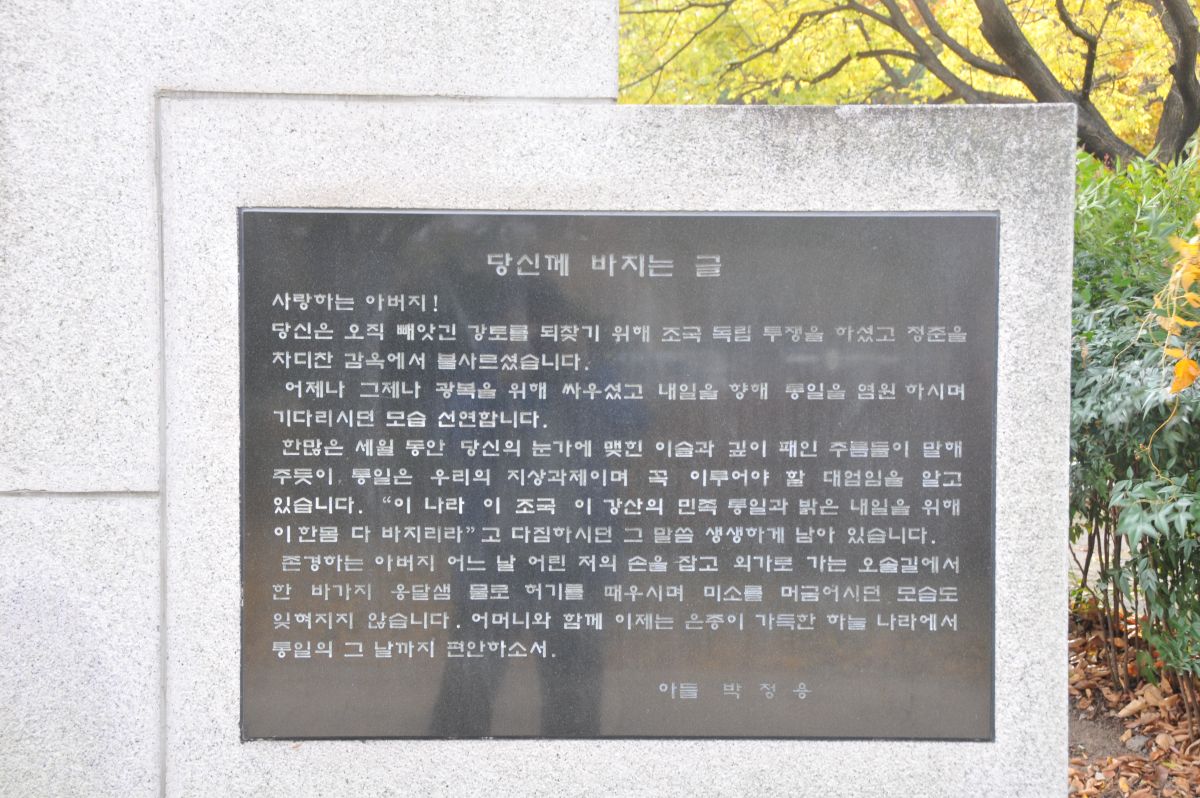 당신께 바치는 글
사랑하는 아버지!
당신은 오직 빼앗긴 강토를 되찾기 위해 조국 독립 투쟁을 하셨고 청춘을
차디찬 감옥에서 불사르셨습니다.
어제나 그제나 광복을 위해 싸우셨고 내일을 향해 통일을 염원 하시며
기다리시던 모습 선연합니다.
한많은 세월 동안 당신의 눈가에 맺힌 이슬과 깊이 패인 주름들이 말해
주듯이, 통일은 우리의 지상과제이며 꼭 이루어야 할 대업임을 알고
있습니다. “이 나라 이 조국 이 강산의 민족 통일과 밝은 내일을 위해
이한몸 다 바치리라”고 다짐하시던 그 말씀 생생하게 남아 있습니다.
존경하는 아버지 어느 날 어린 저의 손을 잡고 외가로 가는 오솔길에서
한 바가지 옹달샘 물로 허기를 때우시며 미소를 머금어시던 모습도
잊혀지지 않습니다. 어머니와 함께 이제는 은총이 가득한 하늘 나라에서
통일의 그 날까지 편안하소서.
아들 박 정 용